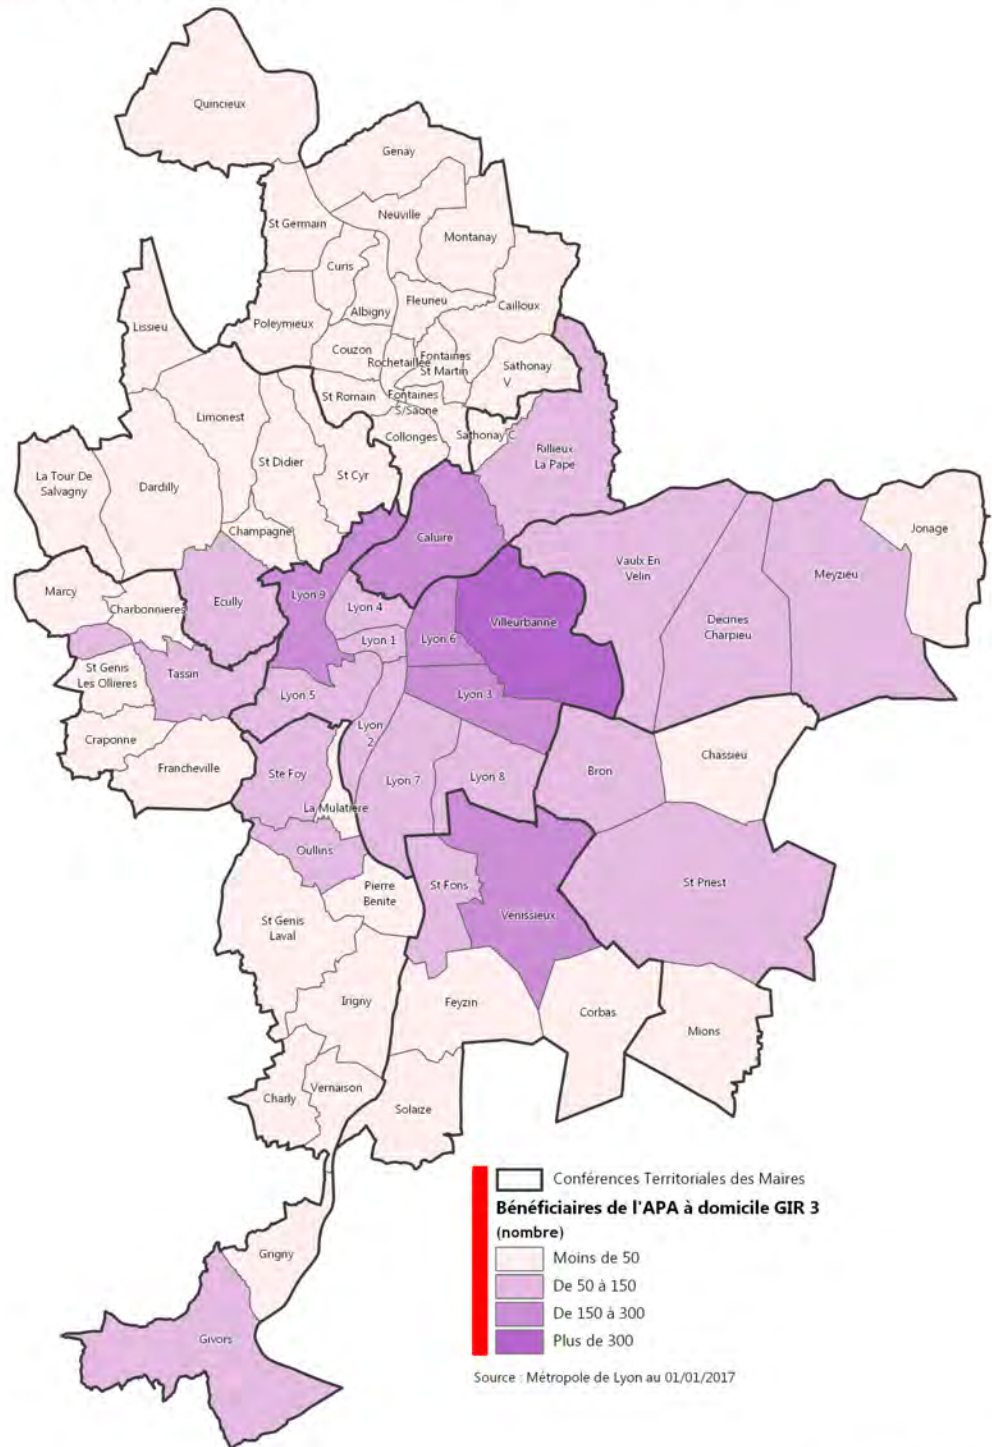 Quincieux
Genay
Neuville
St Germain
Montanay
Curis
Albigny
Fleurieu
Cailloux
Lissieu
Poleymieux
Couzon
Rochetaillée
Fontaines
St Martin
Sathonay
V
St Romain
Fontaines
S/Saone
Limonest
Collonges
Sathonay C
Rillieux
La Pape
St Didier
St Cyr
La Tour De
Salvagny
Dardilly
Champagne
Caluire
Jonage
Vaulx En
Velin
Meyzieu
Marcy
Charbonnieres
Ecully
Lyon 9
Lyon 4
Villeurbanne
Decines
Charpieu
Lyon 1
Lyon 6
St Genis
Les Ollieres
Tassin
Lyon 5
Lyon 3
Craponne
Lyon
2
Francheville
Ste Foy
Lyon 7
Lyon 8
Bron
Chassieu
La Mulatiere
Oullins
Pierre
Benite
St Fons
St Priest
St Genis
Laval
Venissieux
Irigny
Feyzin
Corbas
Mions
Charly
Vernaison
Solaize
Grigny
Givors
Conférences Territoriales des Maires
Bénéficiaires de l'APA à domicile GIR 3
(nombre)
Moins de 50
De 50 à 150
De 150 à 300
Plus de 300
Source : Métropole de Lyon au 01/01/2017